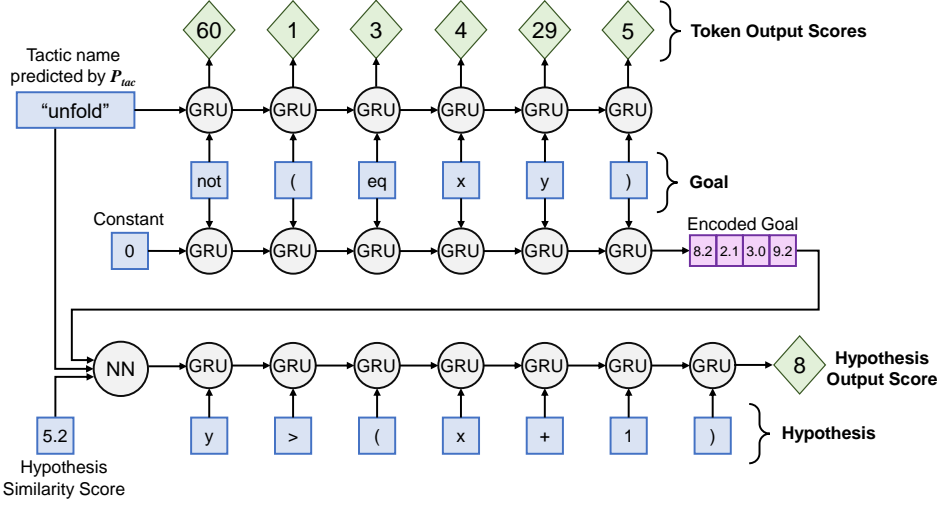 60 1 3 4 29 5
Token Output Scores
Tactic name
predicted by P_tac
"unfold"
GRU GRU GRU GRU GRU GRU
not ( eq x y )
Goal
Constant
0
GRU GRU GRU GRU GRU GRU
Encoded Goal
8.2 2.1 3.0 9.2
NN
GRU GRU GRU GRU GRU GRU GRU
8
Hypothesis
Output Score
5.2
y > ( x + 1 )
Hypothesis
Hypothesis
Similarity Score